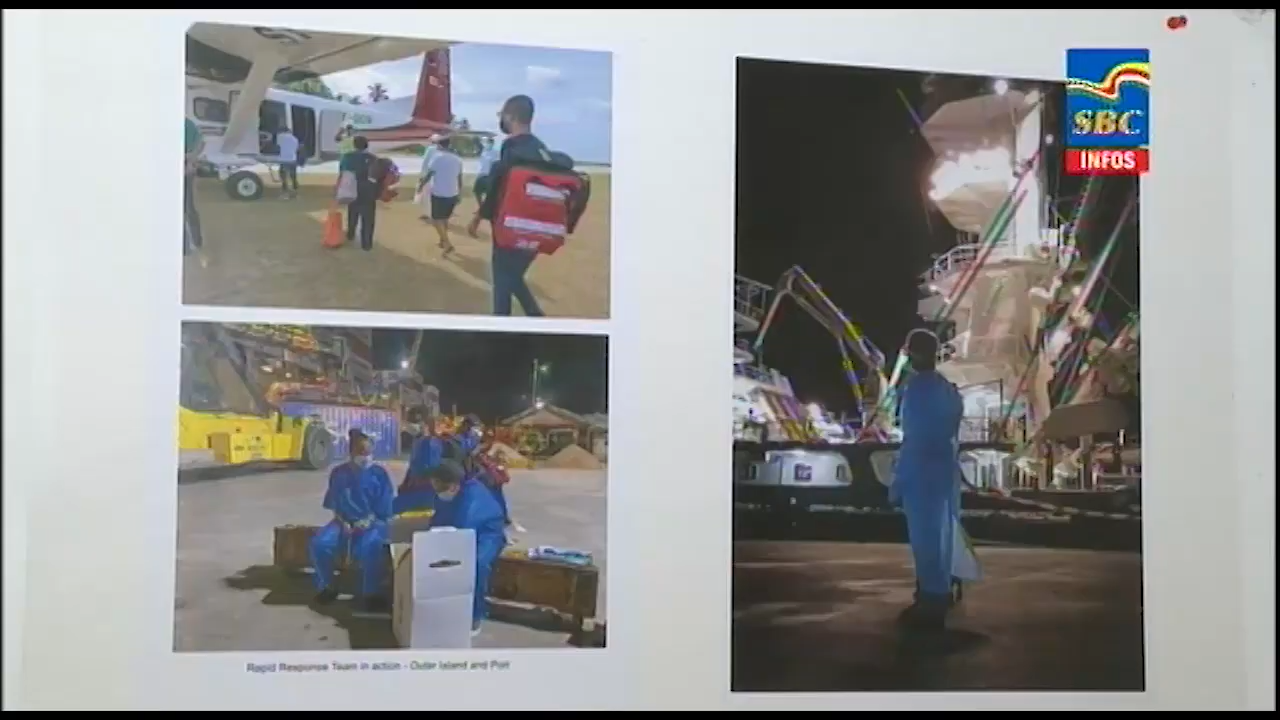 SBC
INFOS
Rapid Response Team in action - Outer Island and Port